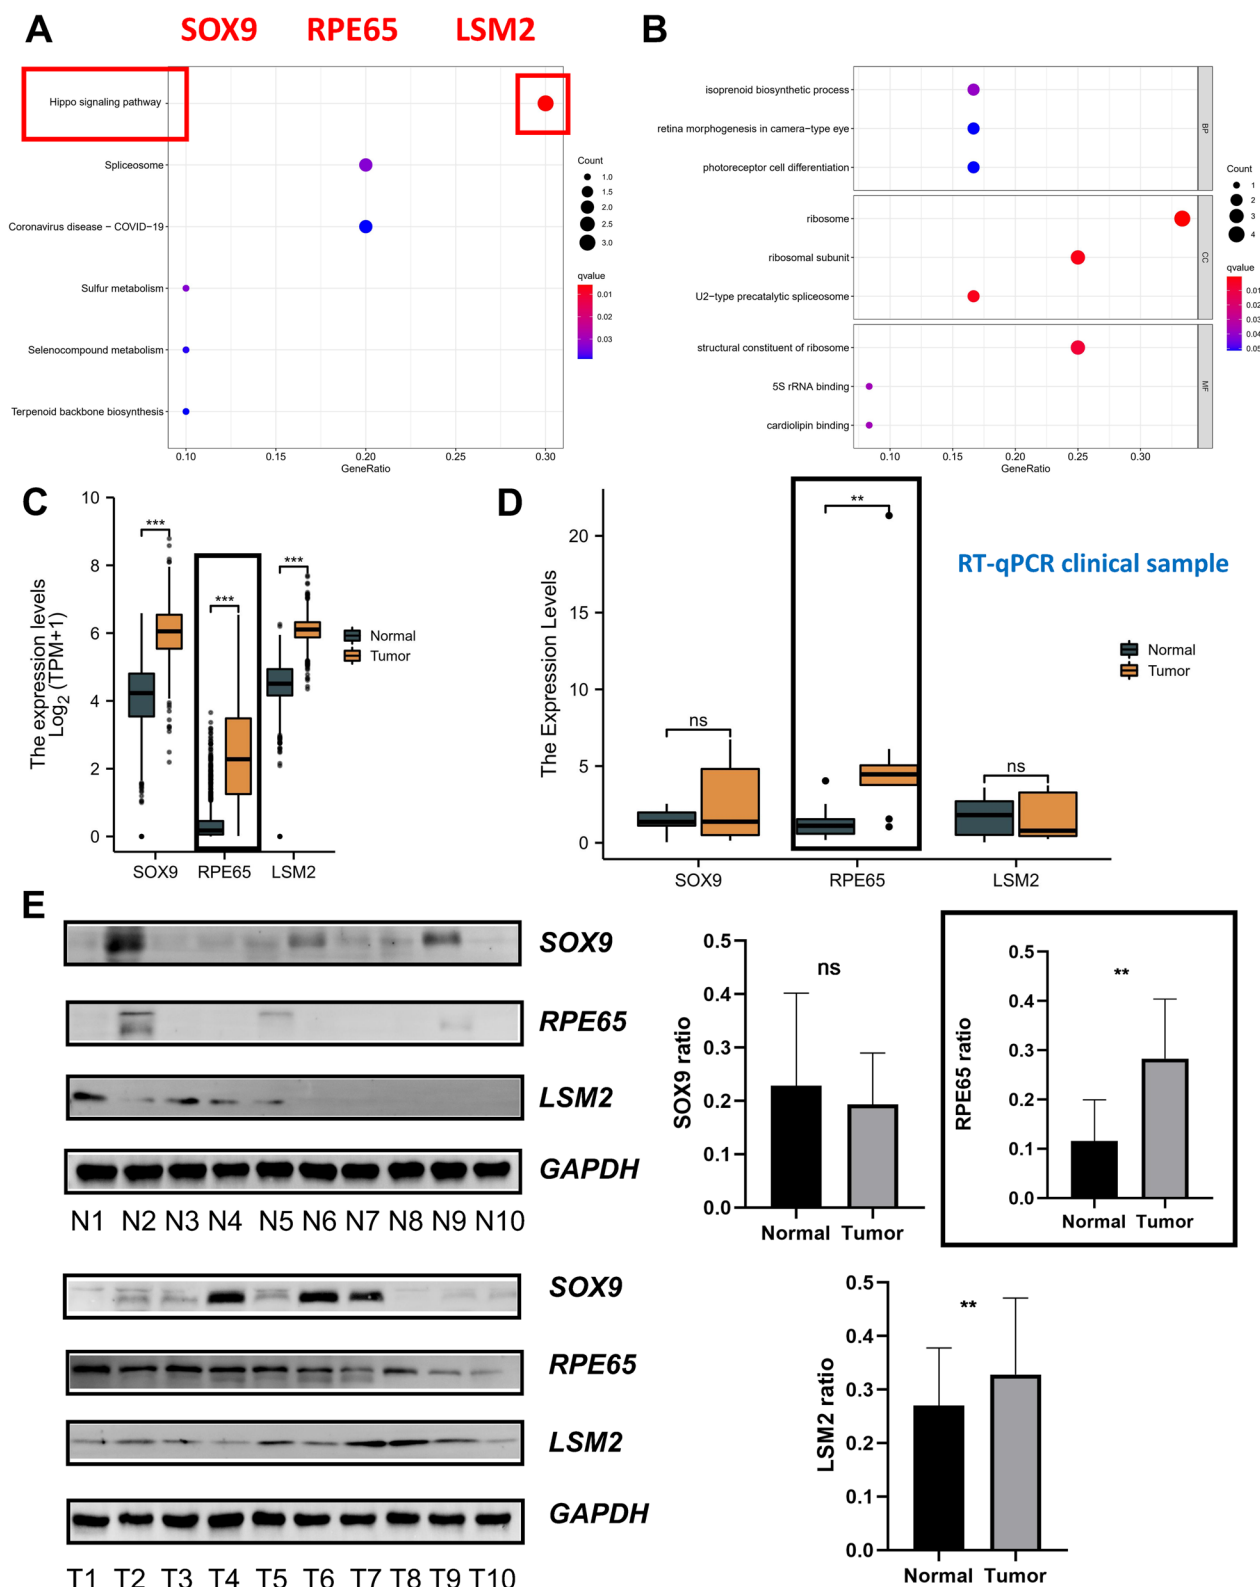 A
SOX9 RPE65 LSM2
Hippo signaling pathway
Spliceosome
Coronavirus disease − COVID−19
Sulfur metabolism
Selenocompound metabolism
Terpenoid backbone biosynthesis
0.10 0.15 0.20 0.25 0.30
GeneRatio
Count
1.0
1.5
2.0
2.5
3.0
qvalue
0.01
0.02
0.03
B
isoprenoid biosynthetic process
retina morphogenesis in camera−type eye
photoreceptor cell differentiation
BP
ribosome
ribosomal subunit
U2−type precatalytic spliceosome
CC
structural constituent of ribosome
5S rRNA binding
cardiolipin binding
MF
0.10 0.15 0.20 0.25 0.30
GeneRatio
Count
1
2
3
4
qvalue
0.01
0.02
0.03
0.04
0.05
C
The expression levels
Log2 (TPM+1)
10
8
6
4
2
0
*** *** ***
SOX9 RPE65 LSM2
Normal
Tumor
D
The Expression Levels
20
15
10
5
0
ns ** ns
SOX9 RPE65 LSM2
RT-qPCR clinical sample
Normal
Tumor
E
SOX9
RPE65
LSM2
GAPDH
N1 N2 N3 N4 N5 N6 N7 N8 N9 N10
SOX9
RPE65
LSM2
GAPDH
T1 T2 T3 T4 T5 T6 T7 T8 T9 T10
SOX9 ratio
0.5
0.4
0.3
0.2
0.1
0.0
ns
Normal Tumor
RPE65 ratio
0.5
0.4
0.3
0.2
0.1
0.0
**
Normal Tumor
LSM2 ratio
0.5
0.4
0.3
0.2
0.1
0.0
**
Normal Tumor